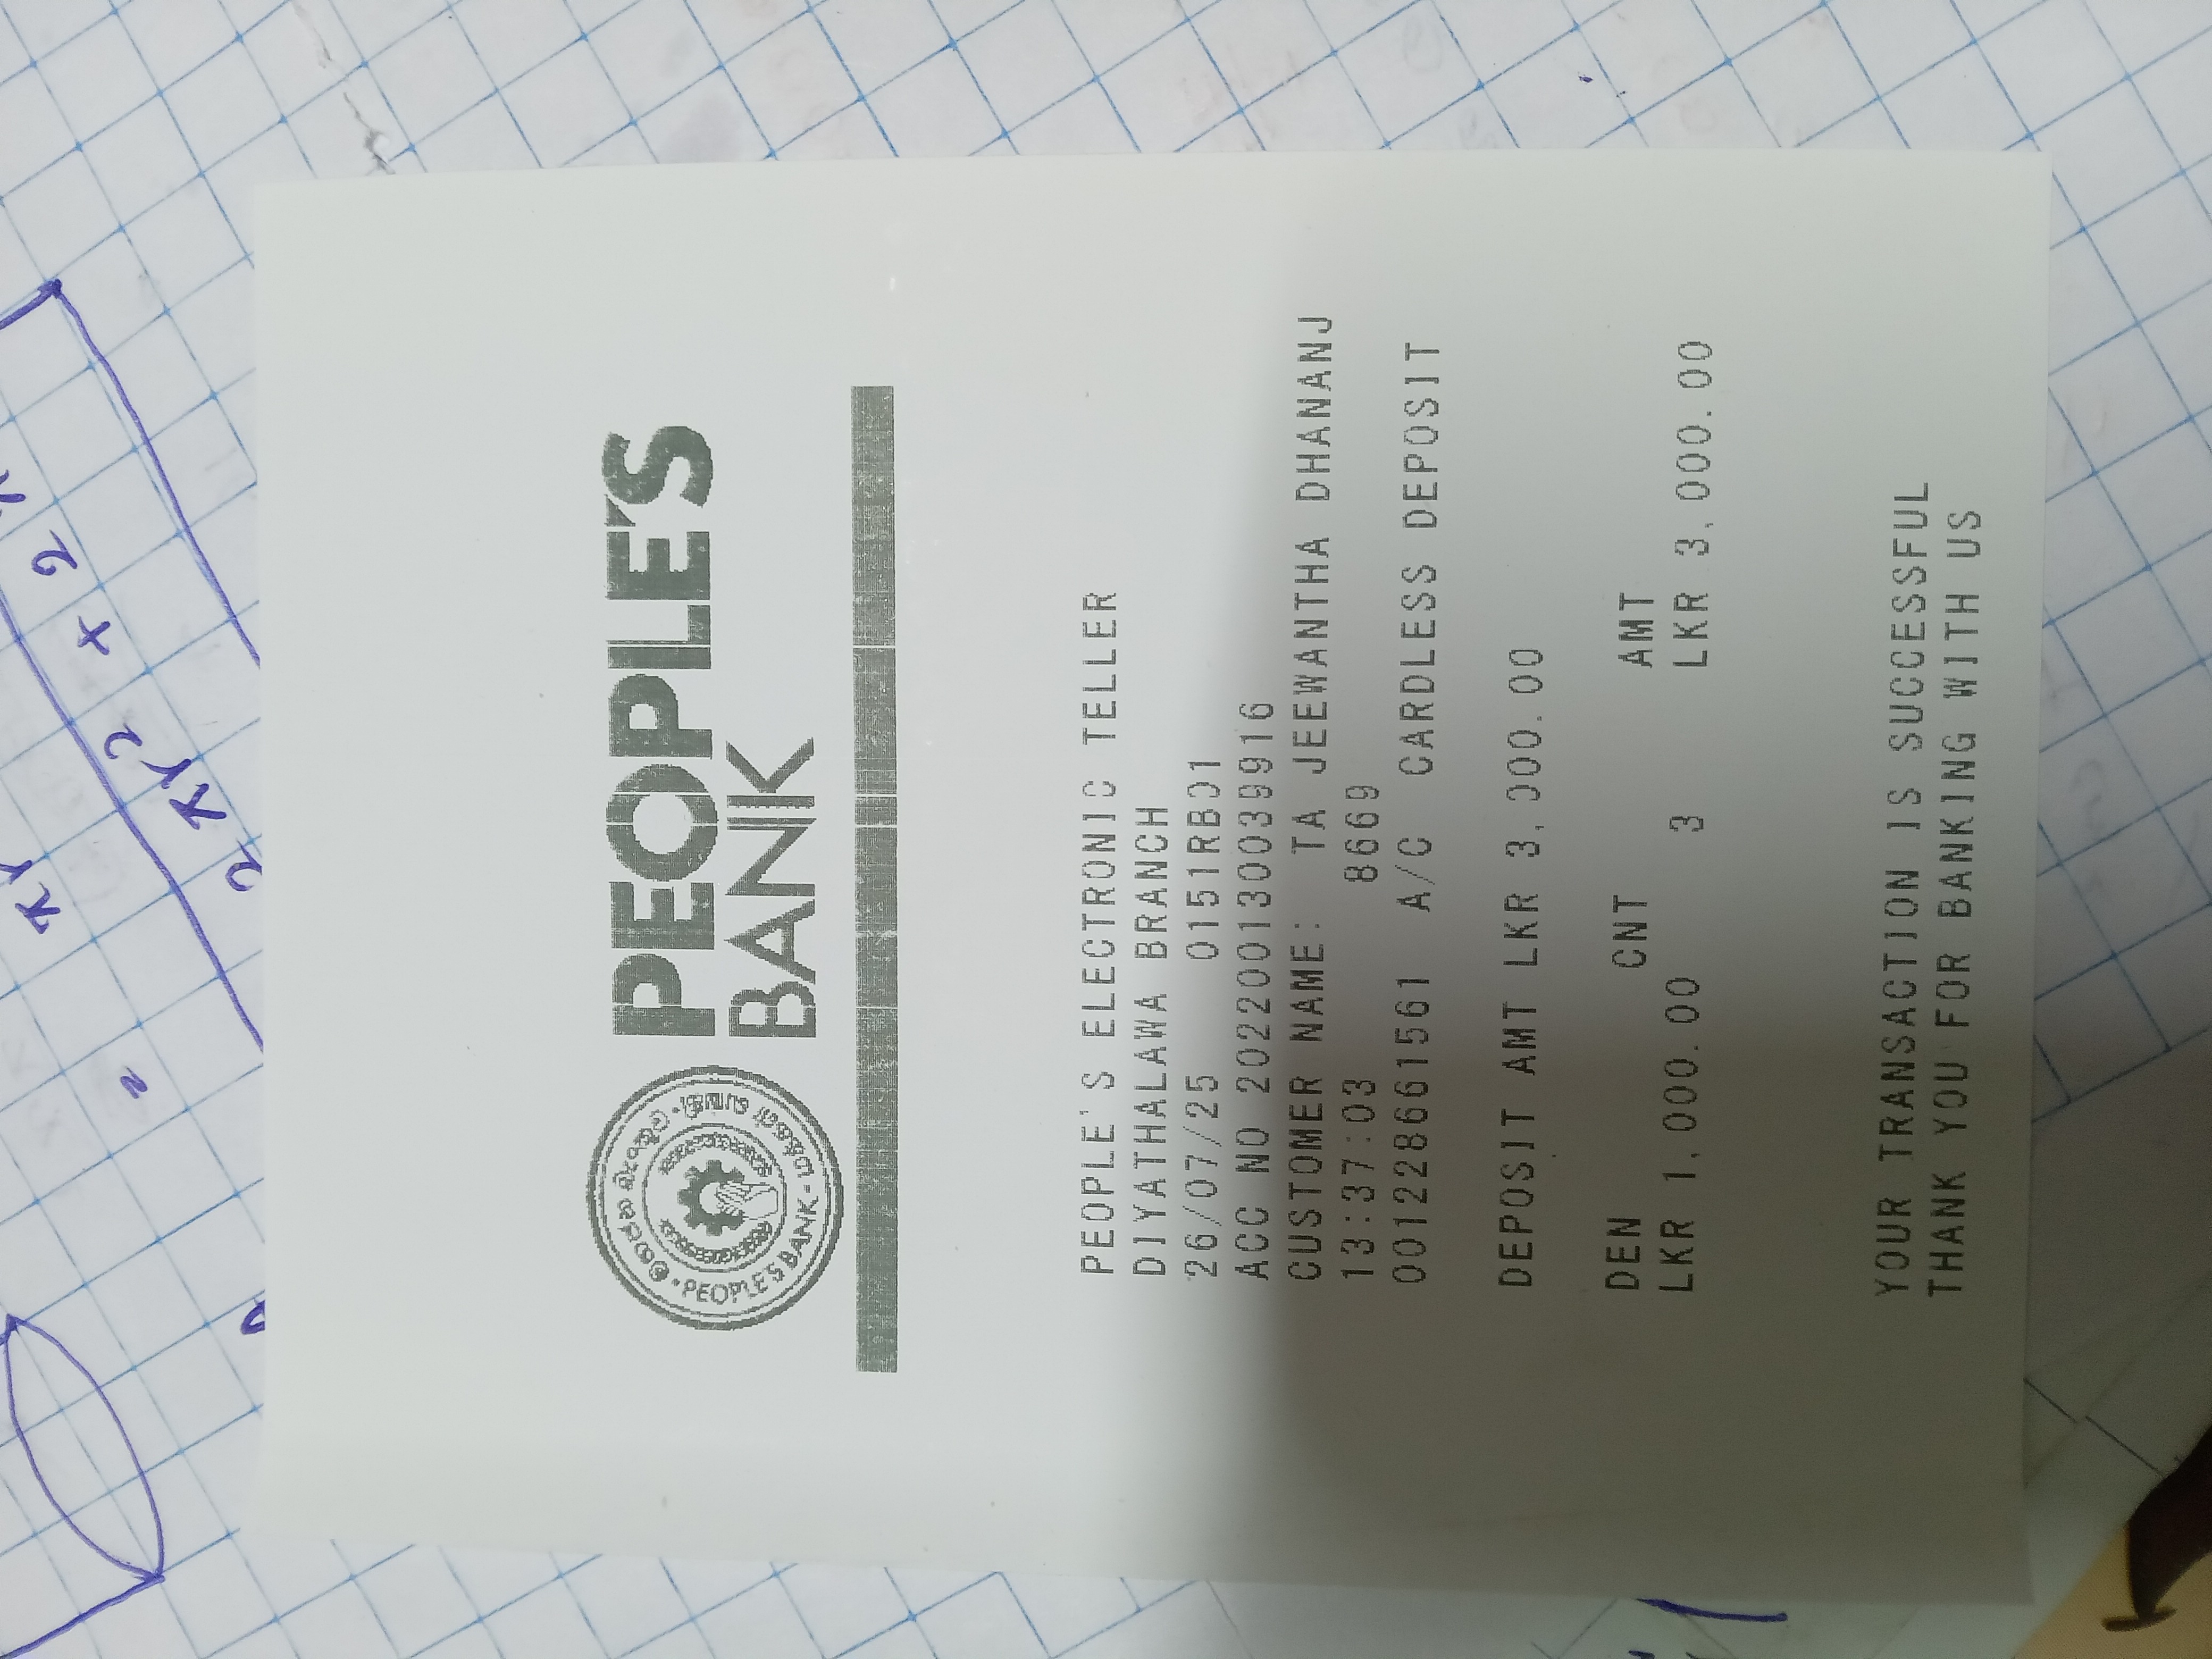 PEOPLE'S
BANK
PEOPLE'S BANK
PEOPLE'S ELECTRONIC TELLER
DIYATHALAWA BRANCH
26/07/25 0151RB01
ACC NO 202200130039916
CUSTOMER NAME: TA JEEWANTHA DHANANJ
13:37:03 8669
001228661561 A/C CARDLESS DEPOSIT
DEPOSIT AMT LKR 3,000.00
DEN CNT AMT
LKR 1,000.00 3 LKR 3,000.00
YOUR TRANSACTION IS SUCCESSFUL
THANK YOU FOR BANKING WITH US